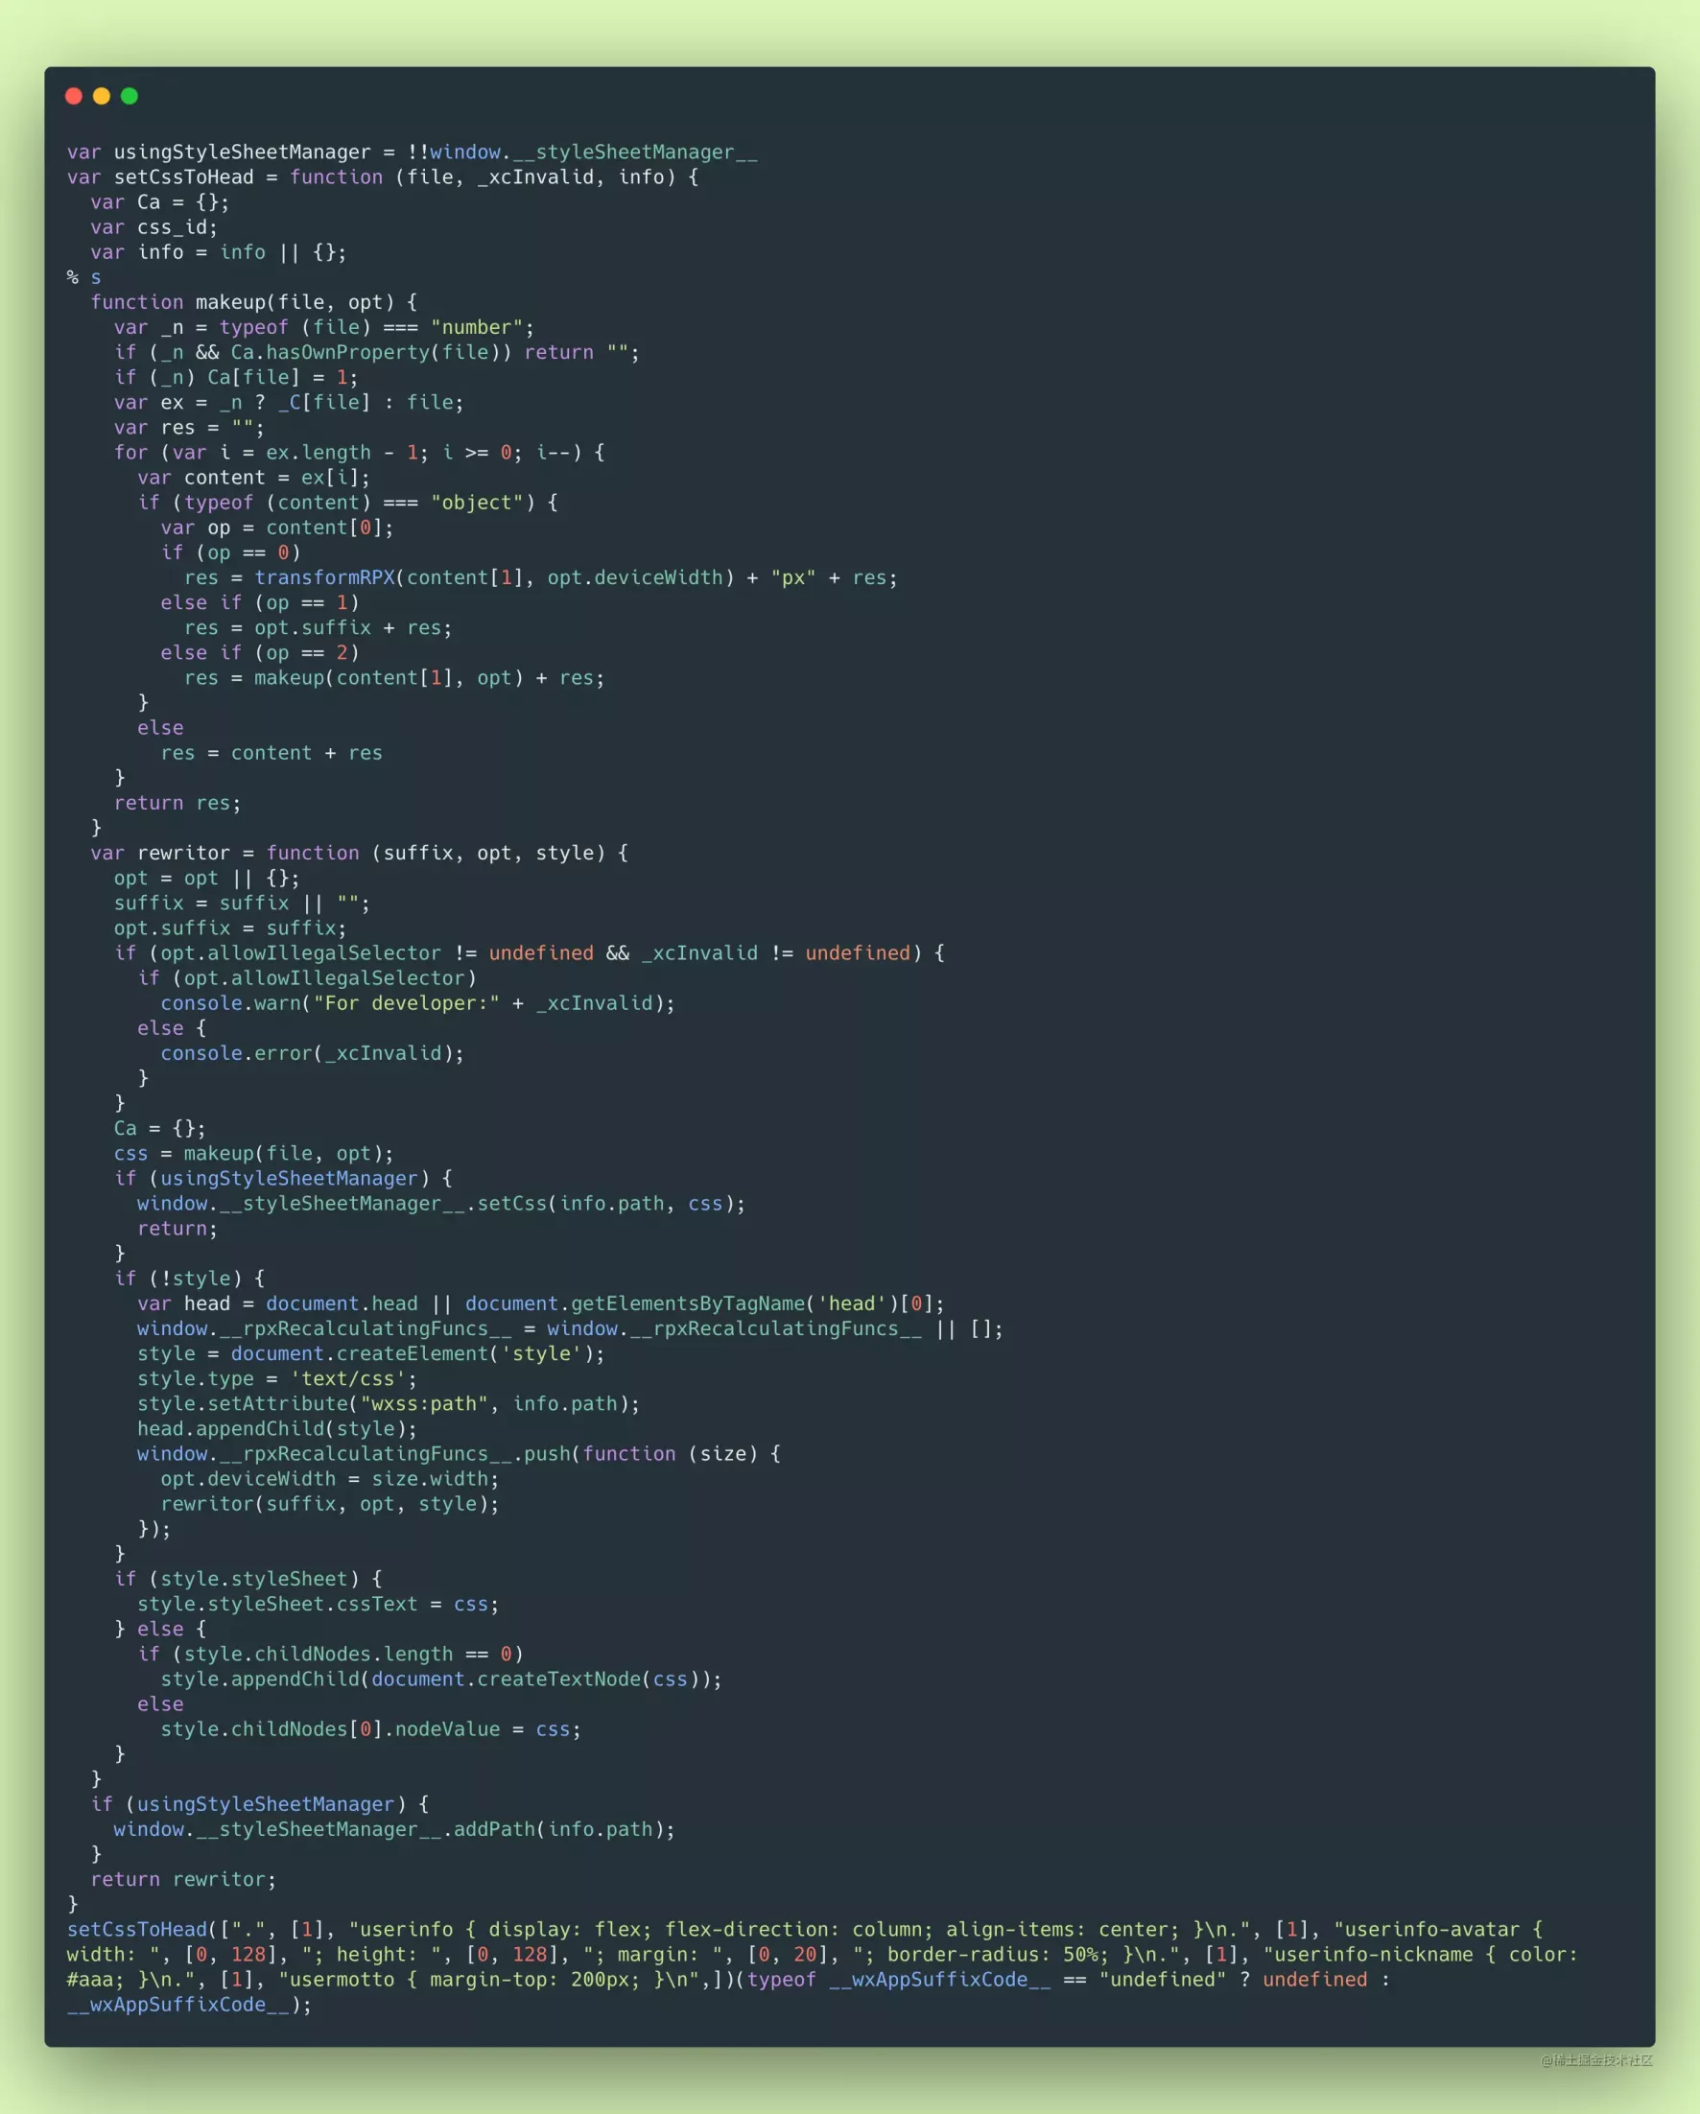 var usingStyleSheetManager = !!window.__styleSheetManager__
var setCssToHead = function (file, _xcInvalid, info) {
  var Ca = {};
  var css_id;
  var info = info || {};
% s
  function makeup(file, opt) {
    var _n = typeof (file) === "number";
    if (_n && Ca.hasOwnProperty(file)) return "";
    if (_n) Ca[file] = 1;
    var ex = _n ? _C[file] : file;
    var res = "";
    for (var i = ex.length - 1; i >= 0; i--) {
      var content = ex[i];
      if (typeof (content) === "object") {
        var op = content[0];
        if (op == 0)
          res = transformRPX(content[1], opt.deviceWidth) + "px" + res;
        else if (op == 1)
          res = opt.suffix + res;
        else if (op == 2)
          res = makeup(content[1], opt) + res;
      }
      else
        res = content + res
    }
    return res;
  }
  var rewritor = function (suffix, opt, style) {
    opt = opt || {};
    suffix = suffix || "";
    opt.suffix = suffix;
    if (opt.allowIllegalSelector != undefined && _xcInvalid != undefined) {
      if (opt.allowIllegalSelector)
        console.warn("For developer:" + _xcInvalid);
      else {
        console.error(_xcInvalid);
      }
    }
    Ca = {};
    css = makeup(file, opt);
    if (usingStyleSheetManager) {
      window.__styleSheetManager__.setCss(info.path, css);
      return;
    }
    if (!style) {
      var head = document.head || document.getElementsByTagName('head')[0];
      window.__rpxRecalculatingFuncs__ = window.__rpxRecalculatingFuncs__ || [];
      style = document.createElement('style');
      style.type = 'text/css';
      style.setAttribute("wxss:path", info.path);
      head.appendChild(style);
      window.__rpxRecalculatingFuncs__.push(function (size) {
        opt.deviceWidth = size.width;
        rewritor(suffix, opt, style);
      });
    }
    if (style.styleSheet) {
      style.styleSheet.cssText = css;
    } else {
      if (style.childNodes.length == 0)
        style.appendChild(document.createTextNode(css));
      else
        style.childNodes[0].nodeValue = css;
    }
  }
  if (usingStyleSheetManager) {
    window.__styleSheetManager__.addPath(info.path);
  }
  return rewritor;
}
setCssToHead([".", [1], "userinfo { display: flex; flex-direction: column; align-items: center; }\n.", [1], "userinfo-avatar {
width: ", [0, 128], "; height: ", [0, 128], "; margin: ", [0, 20], "; border-radius: 50%; }\n.", [1], "userinfo-nickname { color:
#aaa; }\n.", [1], "usermotto { margin-top: 200px; }\n",])(typeof __wxAppSuffixCode__ == "undefined" ? undefined :
__wxAppSuffixCode__);
@稀土掘金技术社区